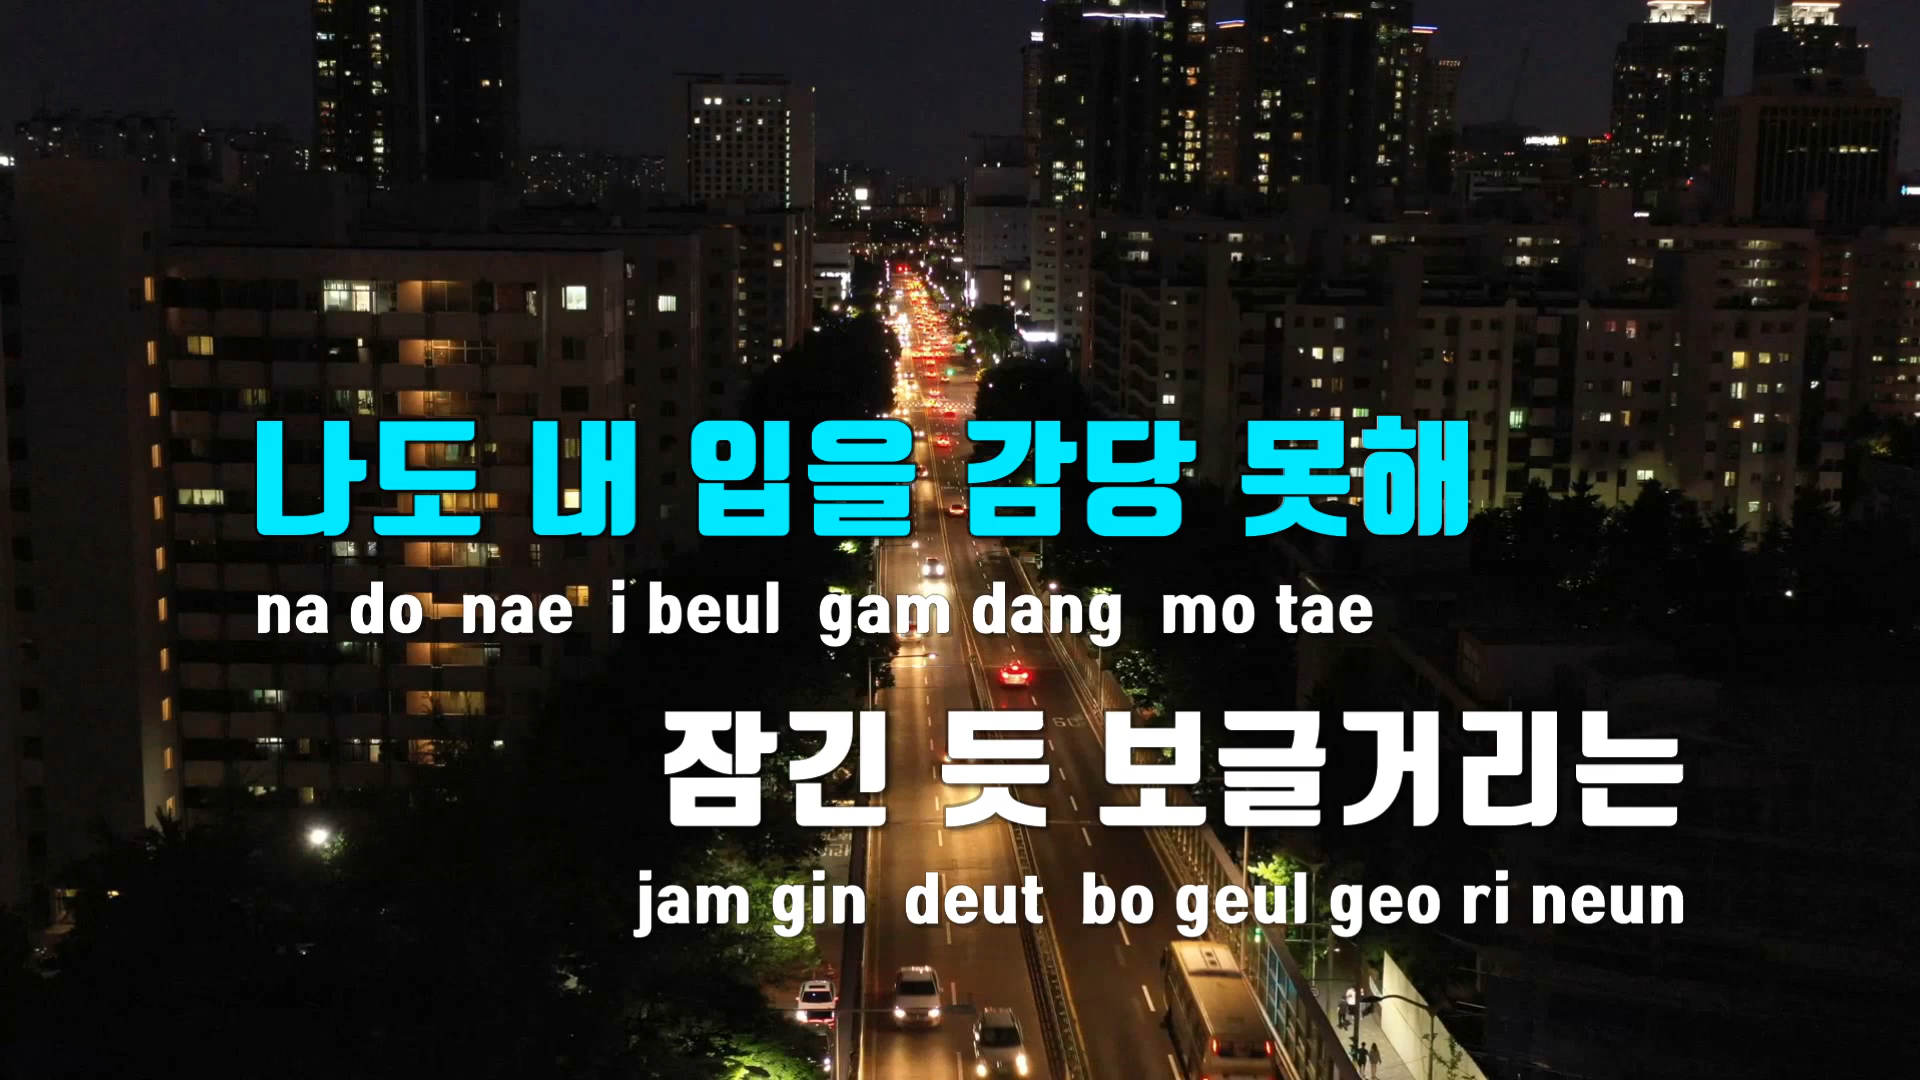 나도 내 입을 감당 못해
na do nae i beul gam dang mo tae
잠긴 듯 보글거리는
jam gin deut bo geul geo ri neun